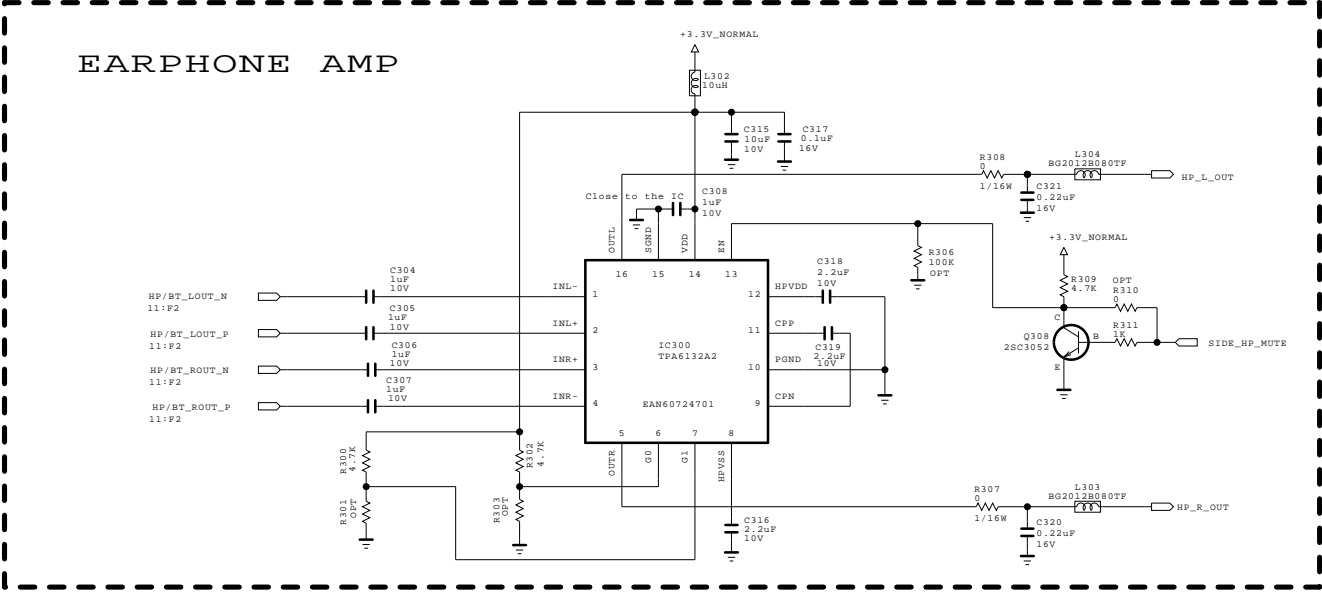 EARPHONE AMP
+3.3V_NORMAL
L302
10uH
C315
10uF
10V
C317
0.1uF
16V
R308
0
1/16W
L304
BG2012B080TF
HP_L_OUT
C321
0.22uF
16V
Close to the IC
C308
1uF
10V
OUTL
SGND
VDD
EN
16
15
14
13
R306
100K
OPT
+3.3V_NORMAL
R309
4.7K
OPT
R310
0
R311
1K
C
B
E
Q308
2SC3052
SIDE_HP_MUTE
HP/BT_LOUT_N
11:F2
C304
1uF
10V
INL-
1
HP/BT_LOUT_P
11:F2
C305
1uF
10V
INL+
2
HP/BT_ROUT_N
11:F2
C306
1uF
10V
INR+
3
HP/BT_ROUT_P
11:F2
C307
1uF
10V
INR-
4
IC300
TPA6132A2
EAN60724701
12
HPVDD
C318
2.2uF
10V
11
CPP
C319
2.2uF
10V
10
PGND
9
CPN
5
6
7
8
OUTR
G0
G1
HPVSS
R300
4.7K
R301
OPT
R302
4.7K
R303
OPT
C316
2.2uF
10V
R307
0
1/16W
L303
BG2012B080TF
HP_R_OUT
C320
0.22uF
16V